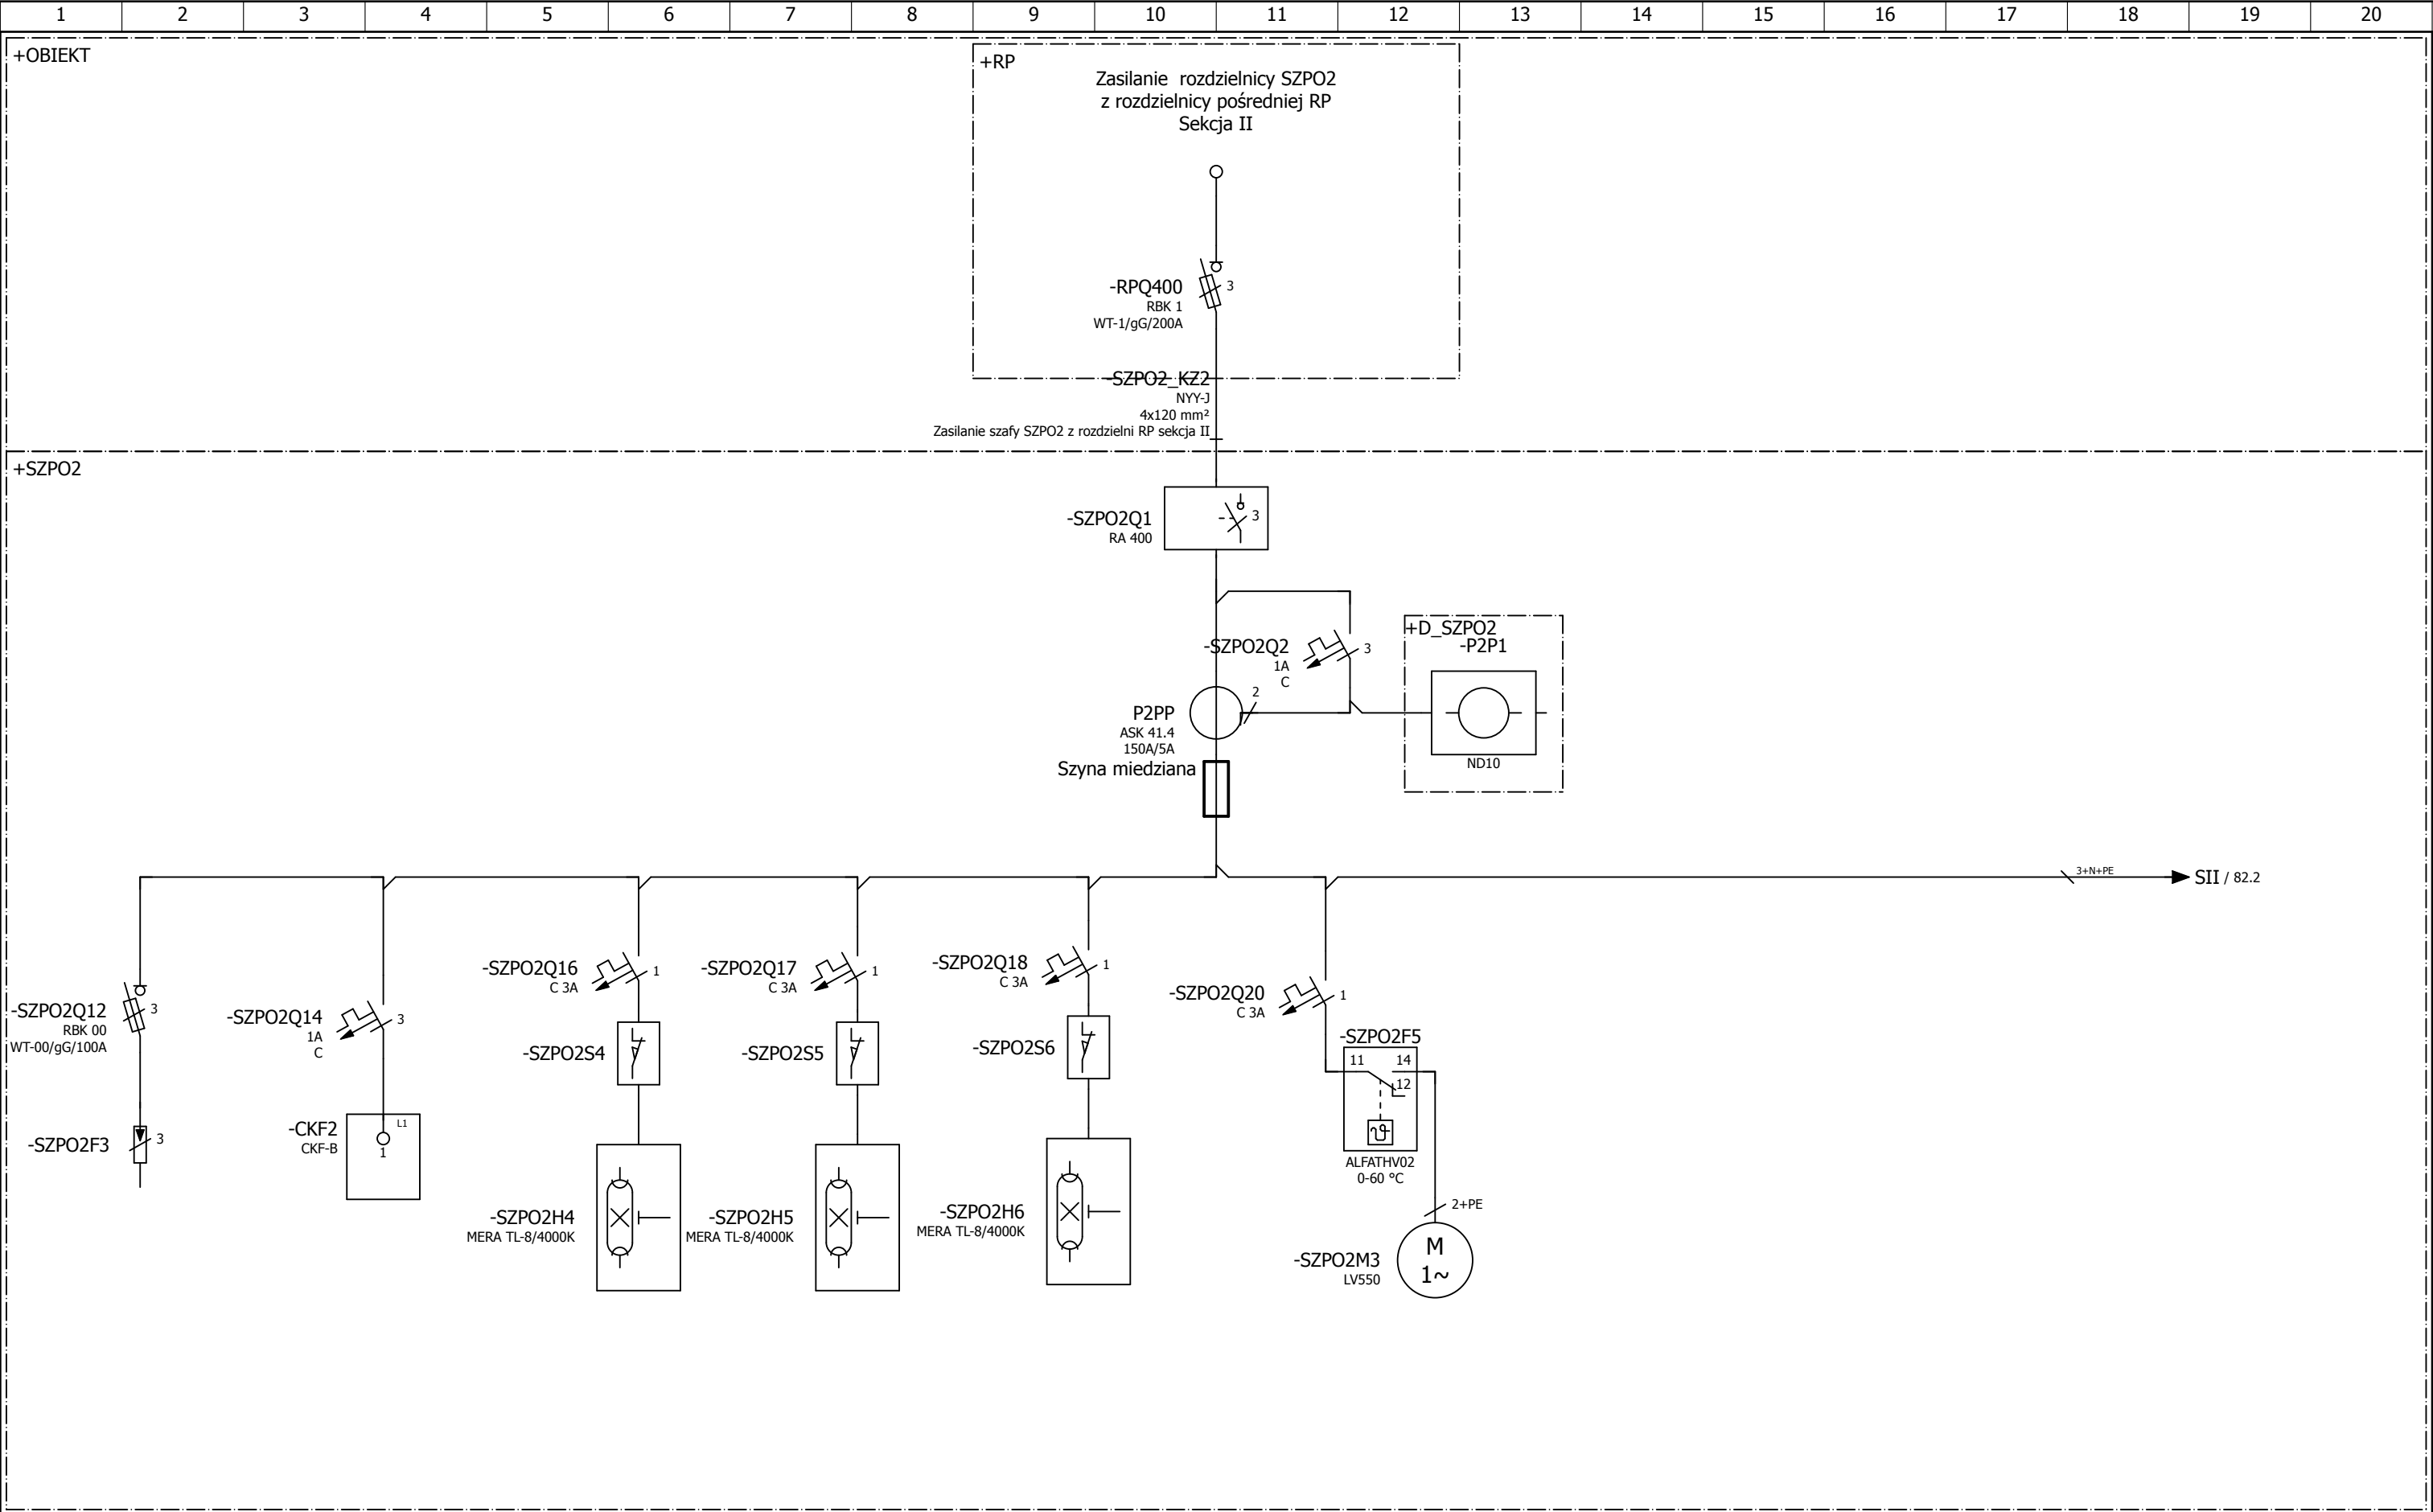 1 2 3 4 5 6 7 8 9 10 11 12 13 14 15 16 17 18 19 20
+OBIEKT
+RP
Zasilanie rozdzielnicy SZPO2
z rozdzielnicy pośredniej RP
Sekcja II
-RPQ400
3
RBK 1
WT-1/gG/200A
-SZPO2_KZ2
NYY-J
4x120 mm²
Zasilanie szafy SZPO2 z rozdzielni RP sekcja II
+SZPO2
-SZPO2Q1
3
RA 400
-SZPO2Q2
3
1A
C
+D_SZPO2
-P2P1
ND10
P2PP
2
ASK 41.4
150A/5A
Szyna miedziana
3+N+PE
SII / 82.2
-SZPO2Q12
3
RBK 00
WT-00/gG/100A
-SZPO2F3
3
-SZPO2Q14
3
1A
C
-CKF2
CKF-B
L1
1
-SZPO2Q16
1
C 3A
-SZPO2S4
-SZPO2H4
MERA TL-8/4000K
-SZPO2Q17
1
C 3A
-SZPO2S5
-SZPO2H5
MERA TL-8/4000K
-SZPO2Q18
1
C 3A
-SZPO2S6
-SZPO2H6
MERA TL-8/4000K
-SZPO2Q20
1
C 3A
-SZPO2F5
11 14
12
ϑ
ALFATHV02
0-60 °C
2+PE
-SZPO2M3
LV550
M
1~